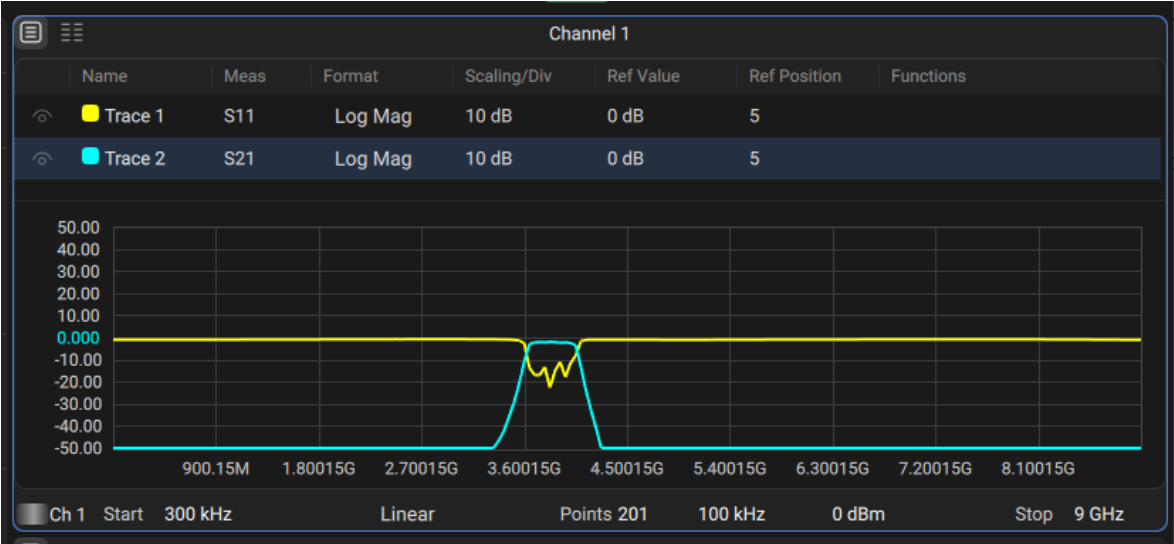 Channel 1
Name Meas Format Scaling/Div Ref Value Ref Position Functions
Trace 1 S11 Log Mag 10 dB 0 dB 5
Trace 2 S21 Log Mag 10 dB 0 dB 5
50.00
40.00
30.00
20.00
10.00
0.000
-10.00
-20.00
-30.00
-40.00
-50.00
900.15M 1.80015G 2.70015G 3.60015G 4.50015G 5.40015G 6.30015G 7.20015G 8.10015G
Ch 1 Start 300 kHz Linear Points 201 100 kHz 0 dBm Stop 9 GHz